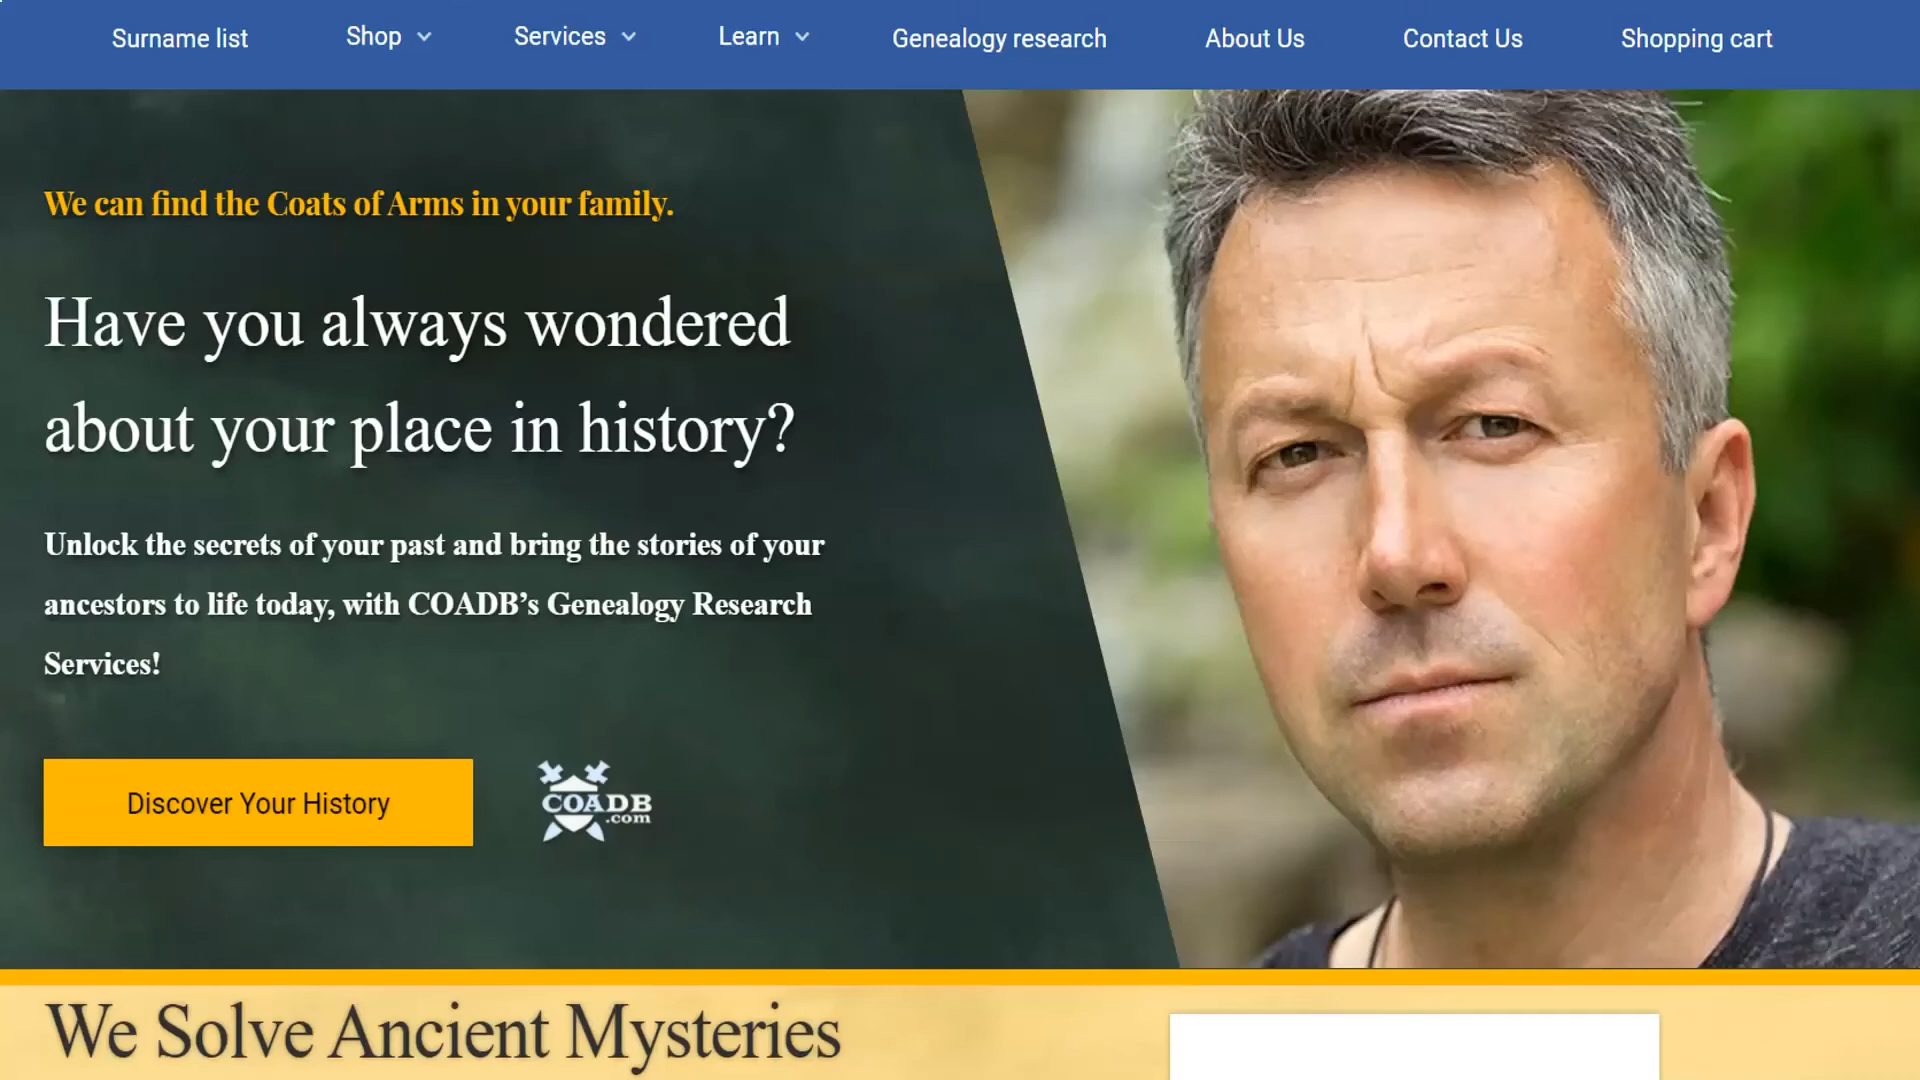 Surname list
Shop
Services
Learn
Genealogy research
About Us
Contact Us
Shopping cart
We can find the Coats of Arms in your family.
Have you always wondered
about your place in history?
Unlock the secrets of your past and bring the stories of your
ancestors to life today, with COADB’s Genealogy Research
Services!
Discover Your History
COADB
.com
We Solve Ancient Mysteries